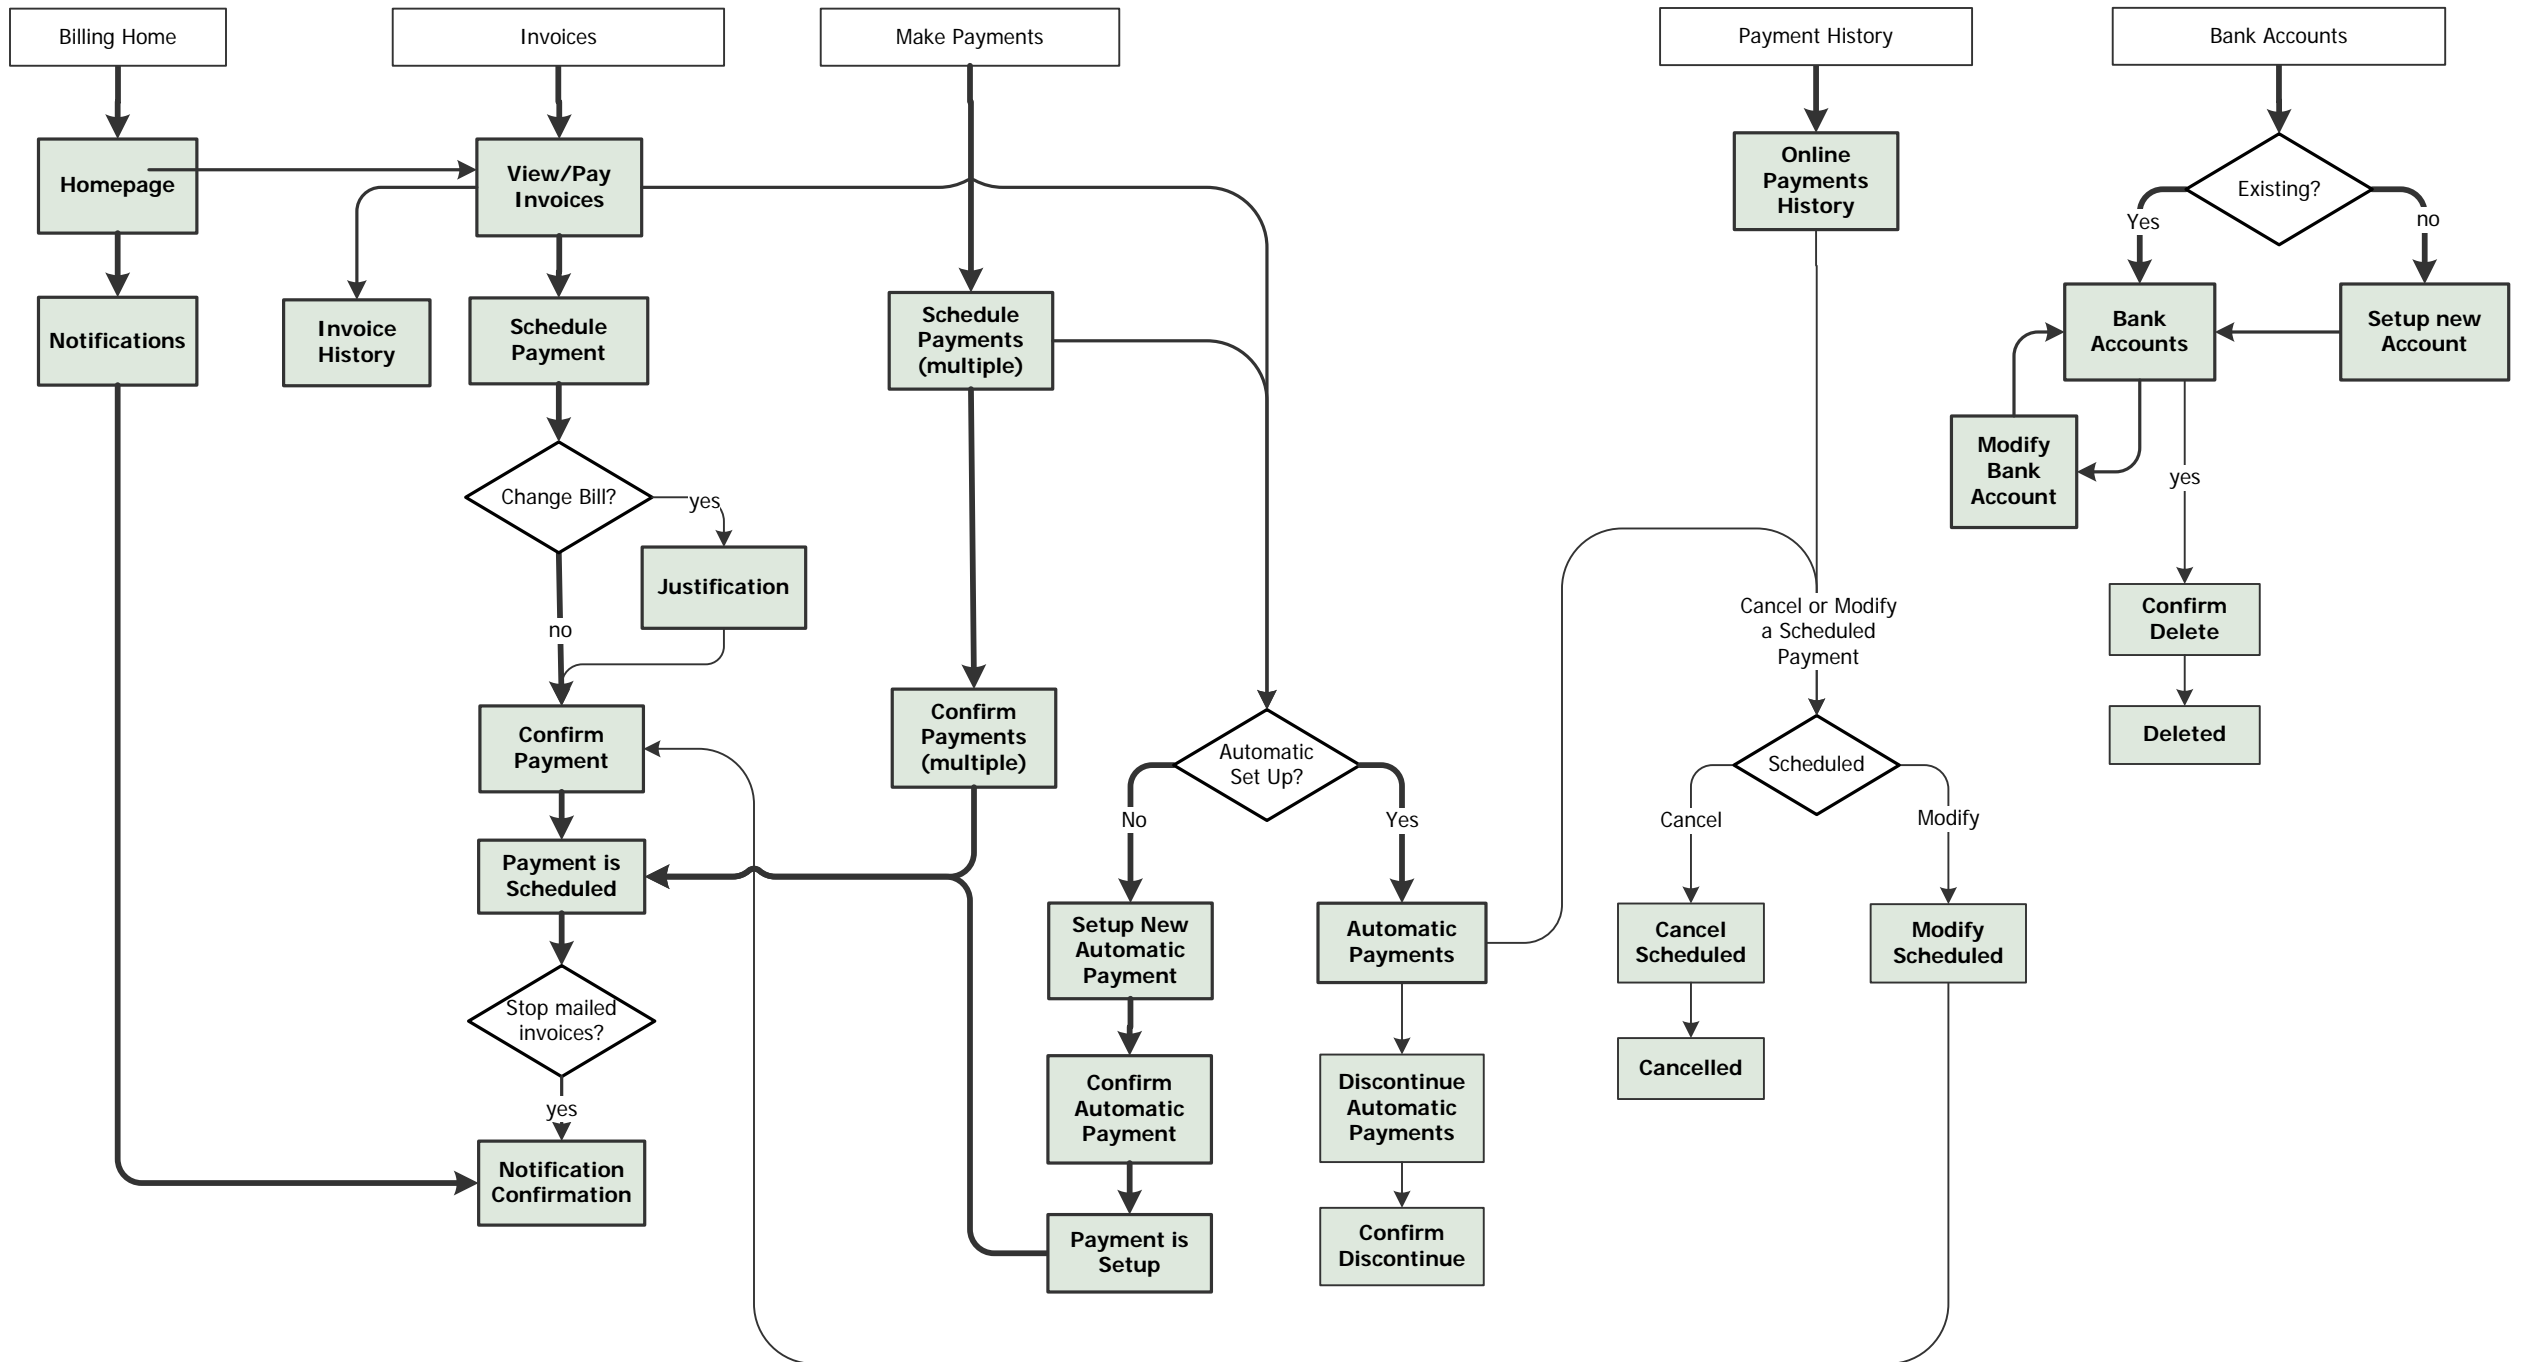 Billing Home
Invoices
Make Payments
Payment History
Bank Accounts
Homepage
View/Pay
Invoices
Online
Payments
History
Existing?
Yes
no
Notifications
Invoice
History
Schedule
Payment
Schedule
Payments
(multiple)
Bank
Accounts
Setup new
Account
Modify
Bank
Account
yes
Change Bill?
yes
Justification
no
Cancel or Modify
a Scheduled
Payment
Confirm
Delete
Deleted
Confirm
Payment
Confirm
Payments
(multiple)
Automatic
Set Up?
No
Yes
Scheduled
Cancel
Modify
Payment is
Scheduled
Setup New
Automatic
Payment
Automatic
Payments
Cancel
Scheduled
Modify
Scheduled
Stop mailed
invoices?
yes
Confirm
Automatic
Payment
Discontinue
Automatic
Payments
Cancelled
Notification
Confirmation
Payment is
Setup
Confirm
Discontinue